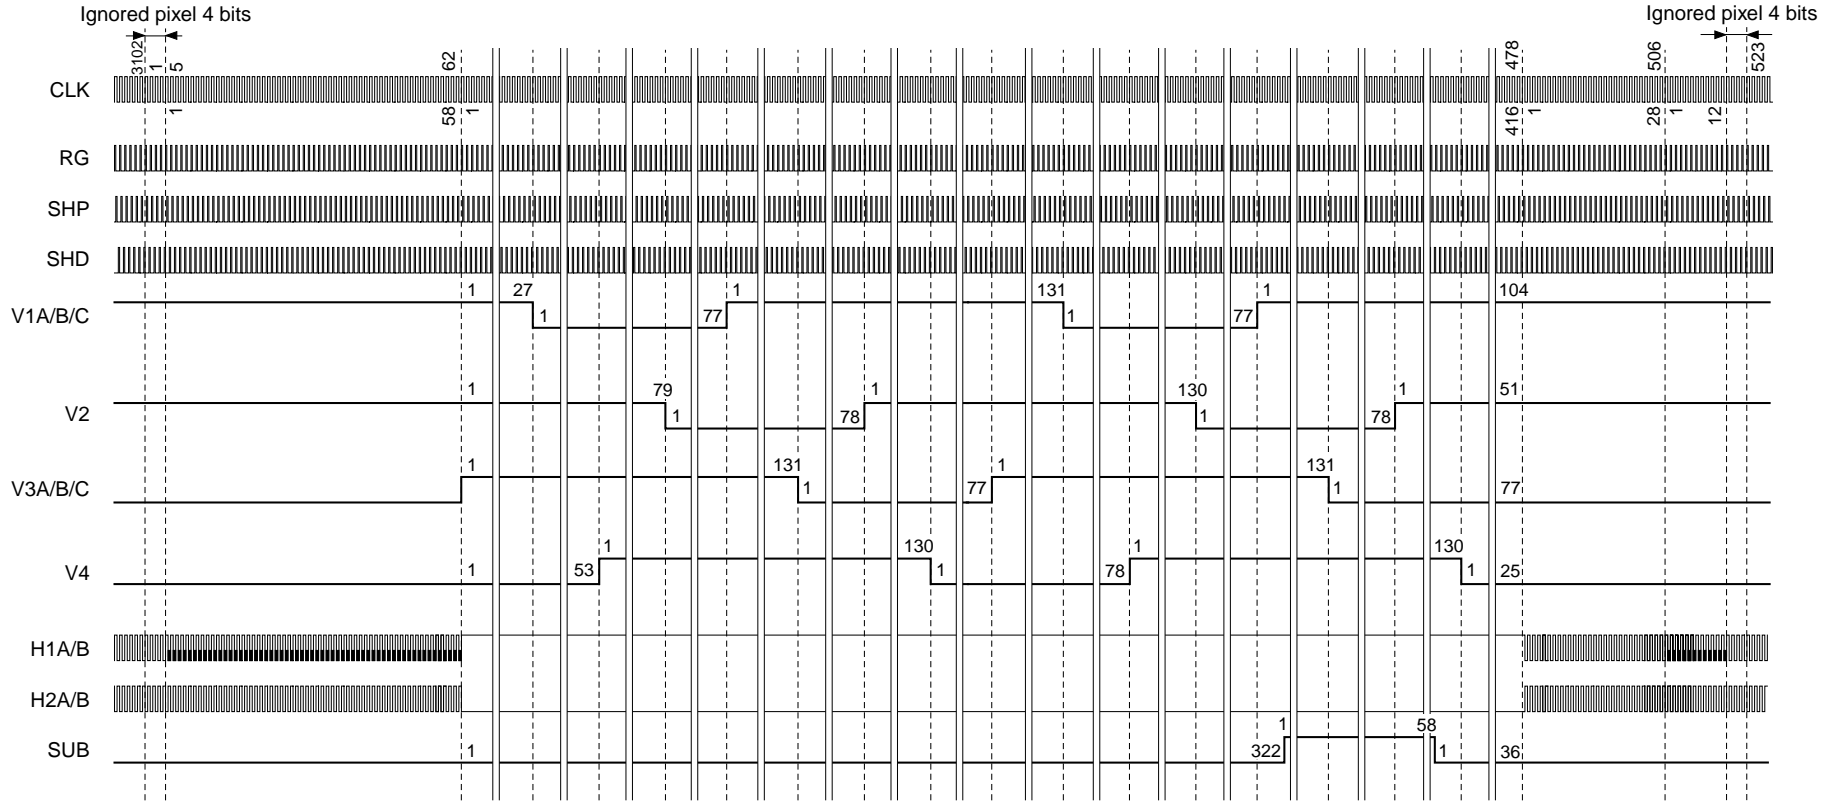 Ignored pixel 4 bits Ignored pixel 4 bits
3102 1 5 62 478 506 523
CLK
1 58 1 416 1 28 1 12
RG
SHP
SHD
1 27 1 131 1 104
V1A/B/C 1 77 1 77
1 79 1 130 1 51
V2 1 78 1 78
1 131 1 131
V3A/B/C 1 77 1 1 77
1 130 1 130
V4 1 53 1 78 1 25
H1A/B
H2A/B
1 58
SUB 1 322 1 36